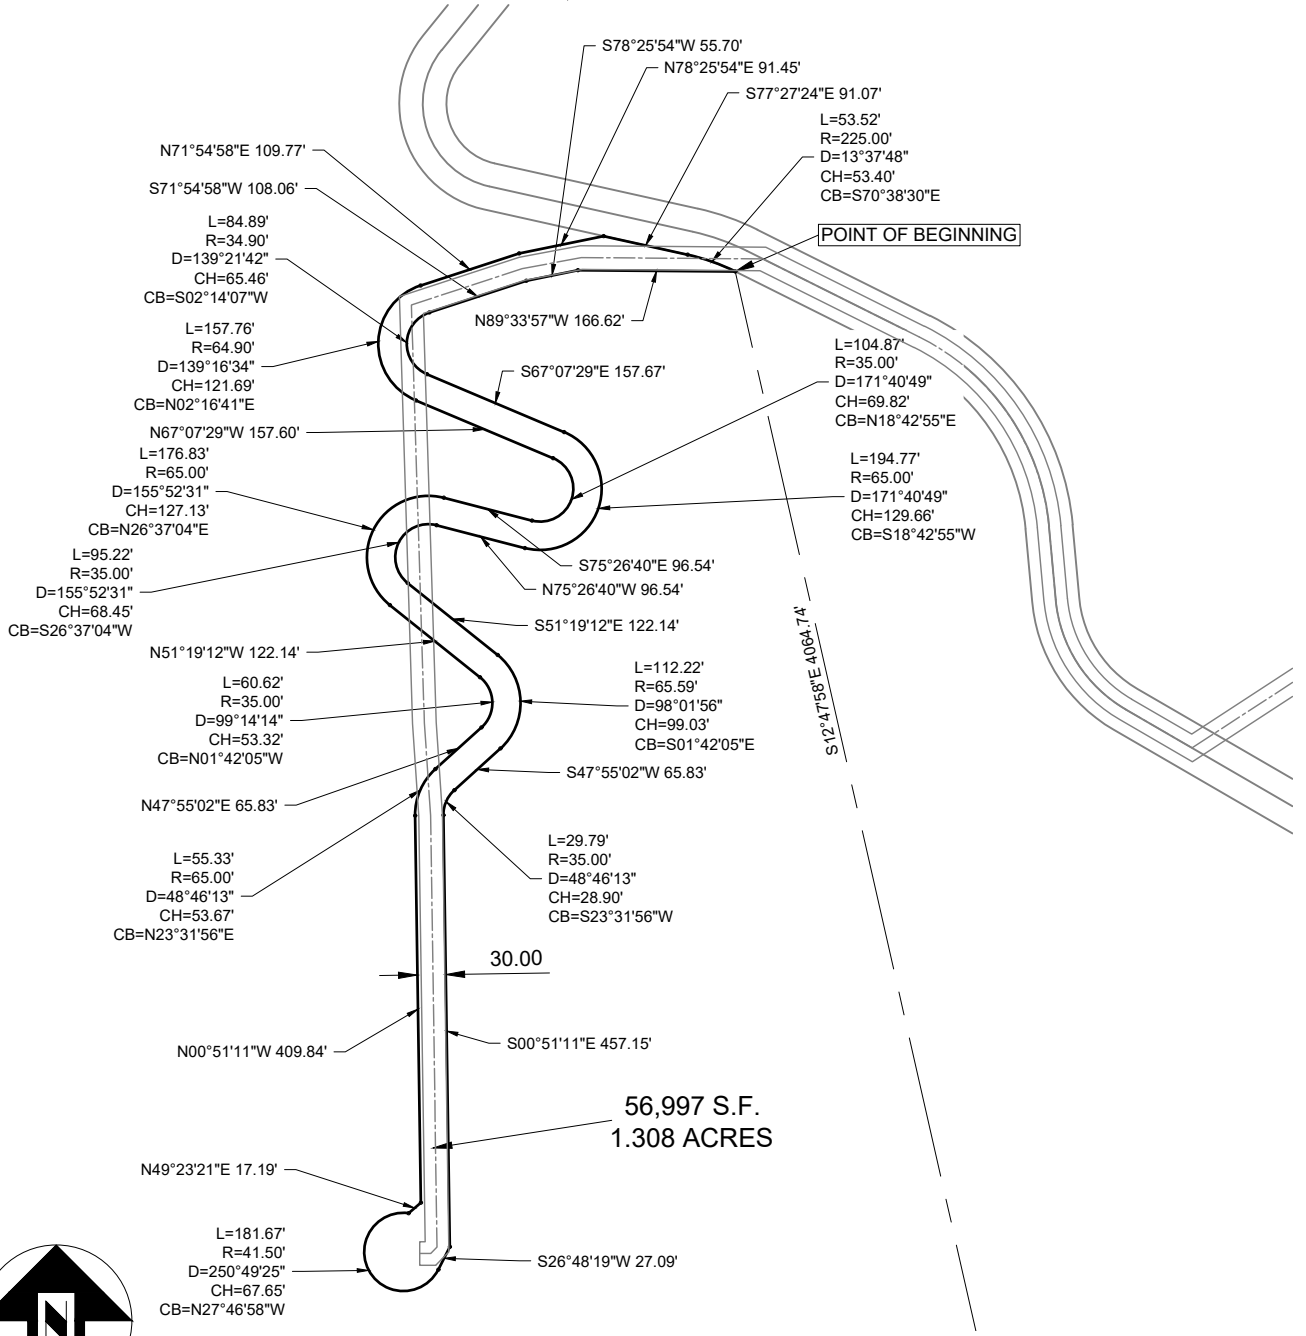 S78°25'54"W 55.70'
N78°25'54"E 91.45'
S77°27'24"E 91.07'
L=53.52'
R=225.00'
D=13°37'48"
CH=53.40'
CB=S70°38'30"E
N71°54'58"E 109.77'
S71°54'58"W 108.06'
L=84.89'
R=34.90'
D=139°21'42"
CH=65.46'
CB=S02°14'07"W
POINT OF BEGINNING
N89°33'57"W 166.62'
L=157.76'
R=64.90'
D=139°16'34"
CH=121.69'
CB=N02°16'41"E
L=104.87'
R=35.00'
D=171°40'49"
CH=69.82'
CB=N18°42'55"E
S67°07'29"E 157.67'
N67°07'29"W 157.60'
L=176.83'
R=65.00'
D=155°52'31"
CH=127.13'
CB=N26°37'04"E
L=194.77'
R=65.00'
D=171°40'49"
CH=129.66'
CB=S18°42'55"W
L=95.22'
R=35.00'
D=155°52'31"
CH=68.45'
CB=S26°37'04"W
S75°26'40"E 96.54'
N75°26'40"W 96.54'
S51°19'12"E 122.14'
N51°19'12"W 122.14'
S12°47'58"E 4064.74'
L=60.62'
R=35.00'
D=99°14'14"
CH=53.32'
CB=N01°42'05"W
L=112.22'
R=65.59'
D=98°01'56"
CH=99.03'
CB=S01°42'05"E
S47°55'02"W 65.83'
N47°55'02"E 65.83'
L=55.33'
R=65.00'
D=48°46'13"
CH=53.67'
CB=N23°31'56"E
L=29.79'
R=35.00'
D=48°46'13"
CH=28.90'
CB=S23°31'56"W
30.00
N00°51'11"W 409.84'
S00°51'11"E 457.15'
56,997 S.F.
1.308 ACRES
N49°23'21"E 17.19'
L=181.67'
R=41.50'
D=250°49'25"
CH=67.65'
CB=N27°46'58"W
S26°48'19"W 27.09'
N